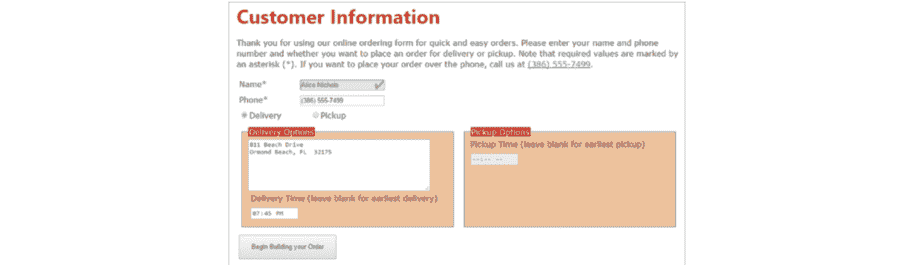 Customer Information
Thank you for using our online ordering form for quick and easy orders. Please enter your name and phone
number and whether you want to place an order for delivery or pickup. Note that required values are marked by
an asterisk (*). If you want to place your order over the phone, call us at (386) 555-7499.
Name* Alice Nichols
Phone* (386) 555-7499
Delivery Pickup
Delivery Options Pickup Options
811 Beach Drive Pickup Time (leave blank for earliest pickup)
Ormond Beach, FL 32175 --:-- --
Delivery Time (leave blank for earliest delivery)
07:45 PM
Begin Building your Order